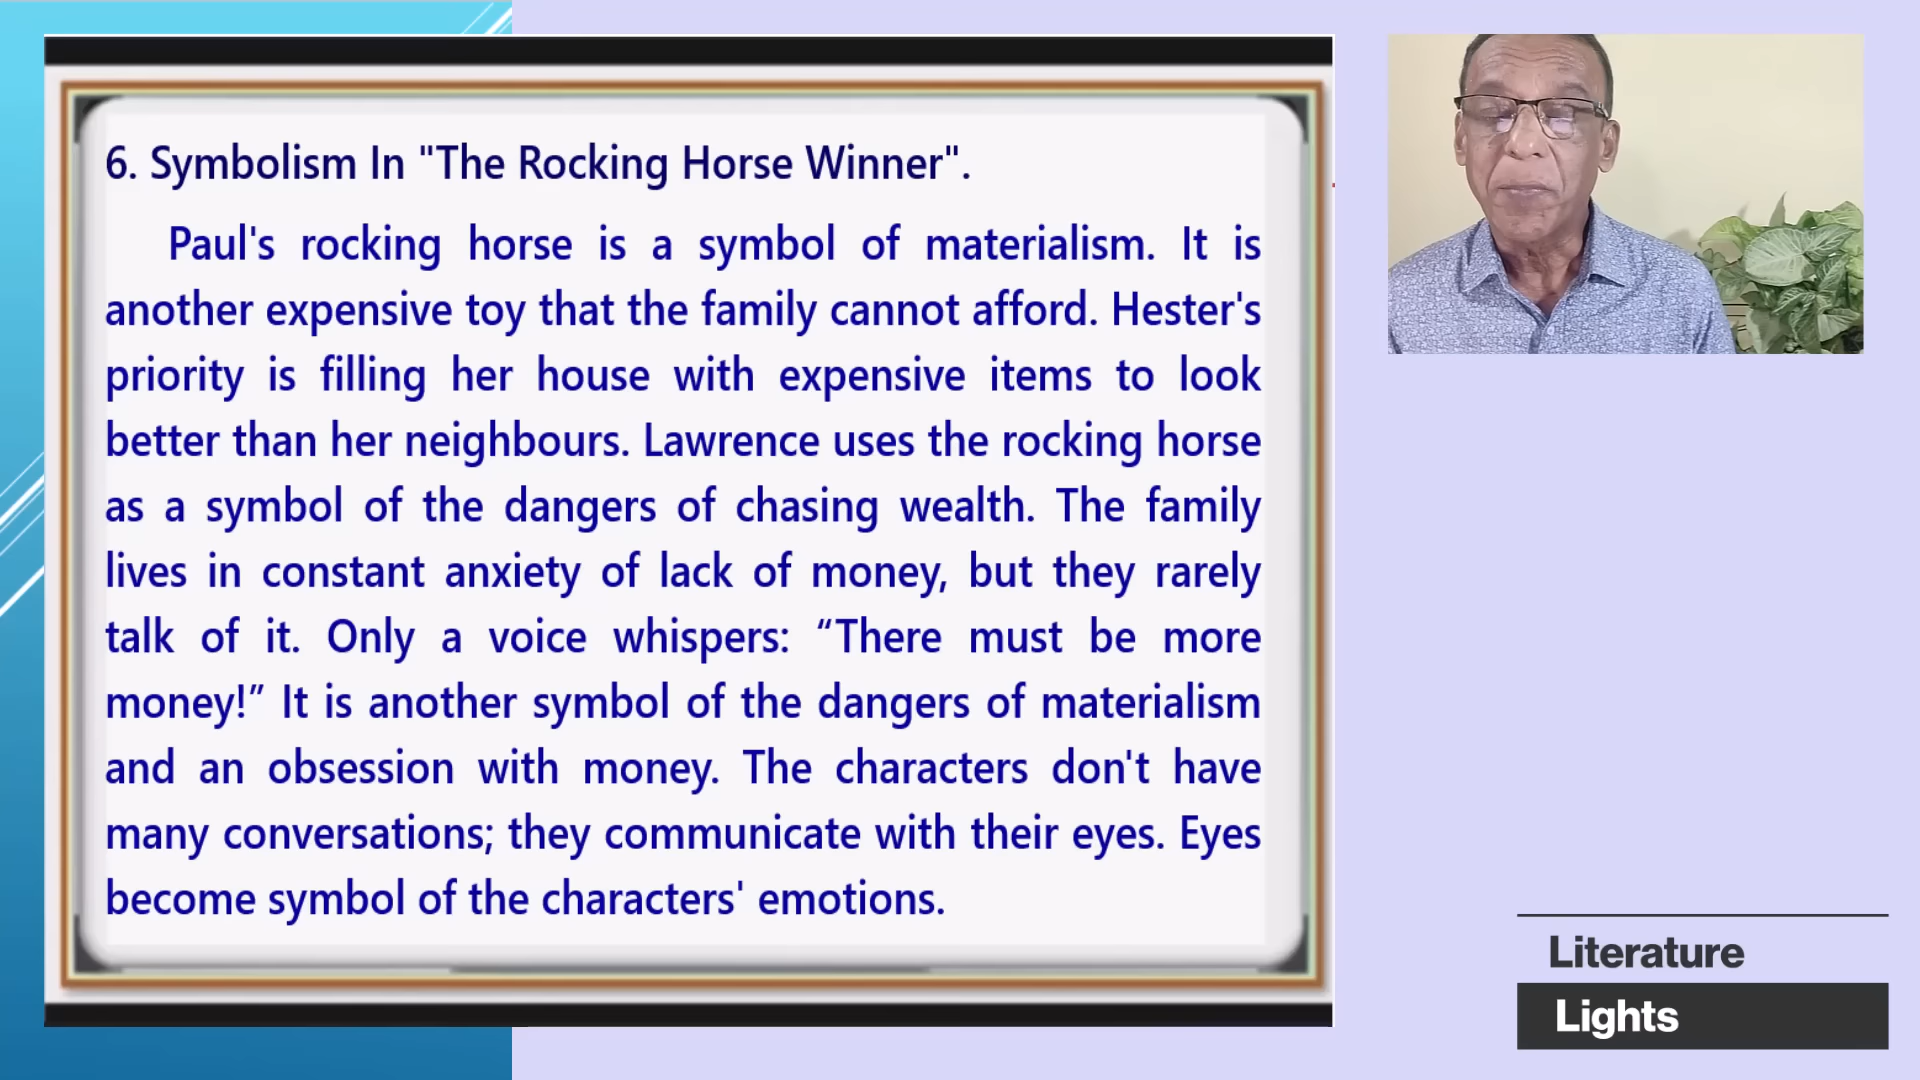 6. Symbolism In "The Rocking Horse Winner".
Paul's rocking horse is a symbol of materialism. It is
another expensive toy that the family cannot afford. Hester's
priority is filling her house with expensive items to look
better than her neighbours. Lawrence uses the rocking horse
as a symbol of the dangers of chasing wealth. The family
lives in constant anxiety of lack of money, but they rarely
talk of it. Only a voice whispers: “There must be more
money!” It is another symbol of the dangers of materialism
and an obsession with money. The characters don't have
many conversations; they communicate with their eyes. Eyes
become symbol of the characters' emotions.
Literature
Lights